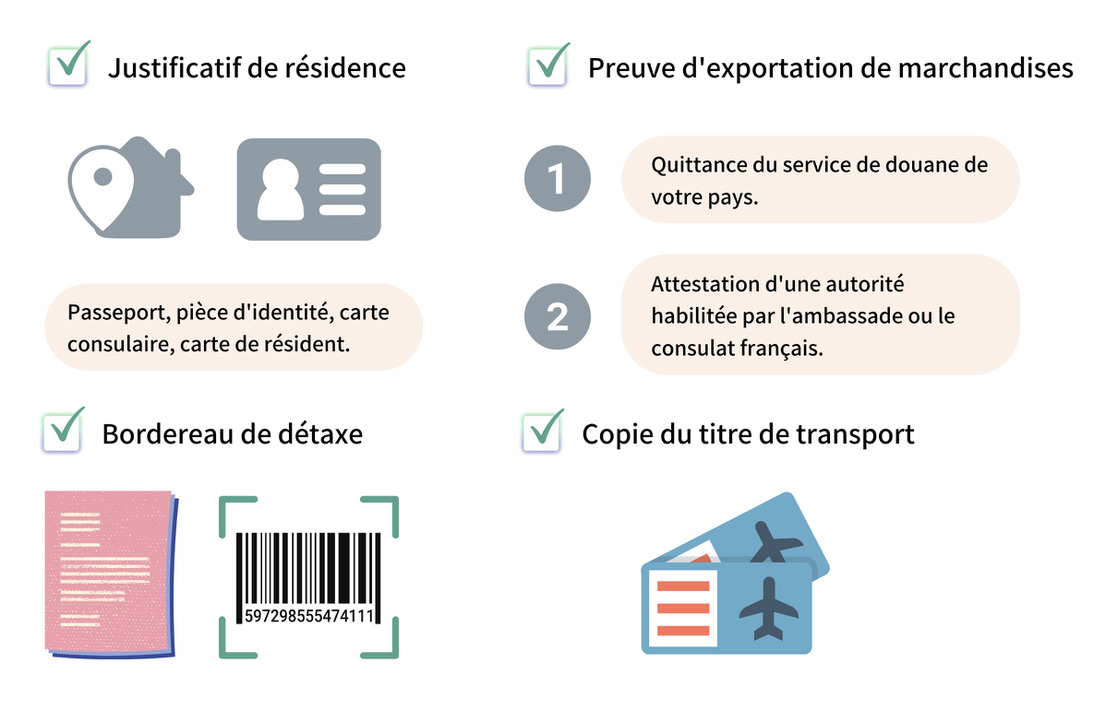 Justificatif de résidence
Preuve d'exportation de marchandises
1
Quittance du service de douane de
votre pays.
2
Attestation d'une autorité
habilitée par l'ambassade ou le
consulat français.
Passeport, pièce d'identité, carte
consulaire, carte de résident.
Bordereau de détaxe
Copie du titre de transport
597298555474111